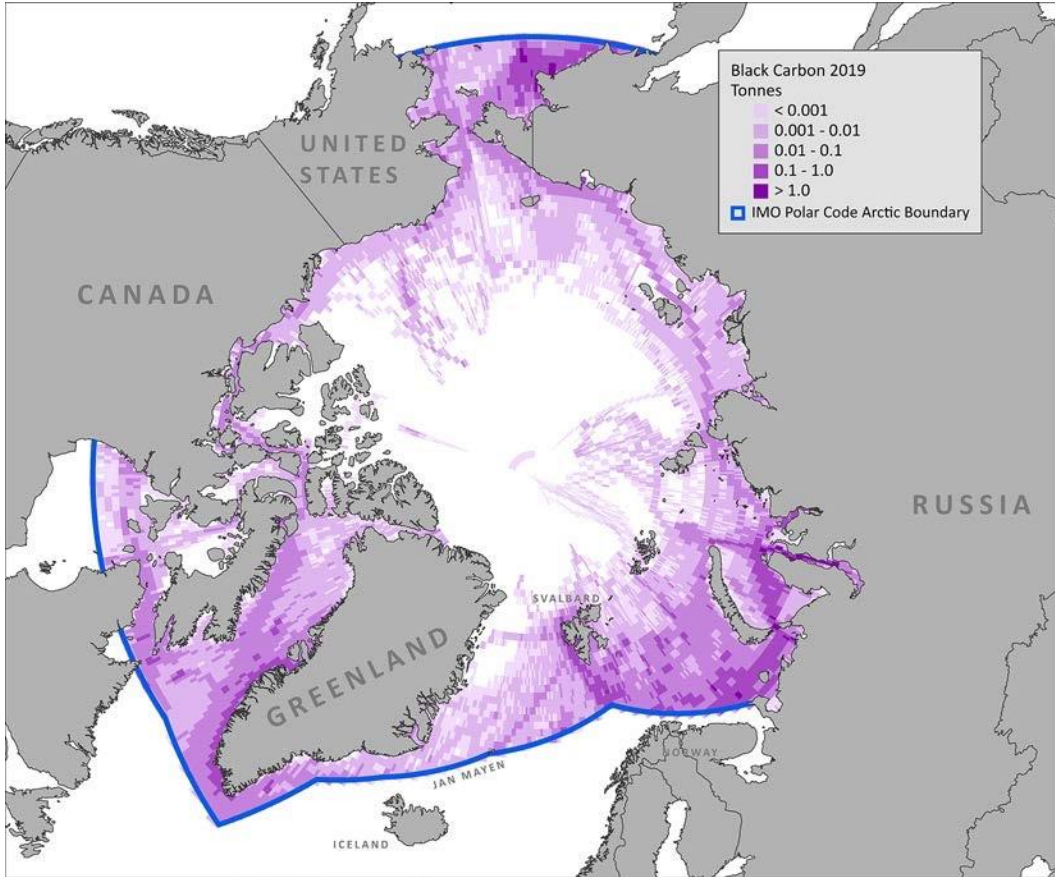 Black Carbon 2019
Tonnes
< 0.001
0.001 - 0.01
0.01 - 0.1
0.1 - 1.0
> 1.0
IMO Polar Code Arctic Boundary
UNITED
STATES
CANADA
RUSSIA
SVALBARD
GREENLAND
NORWAY
JAN MAYEN
ICELAND